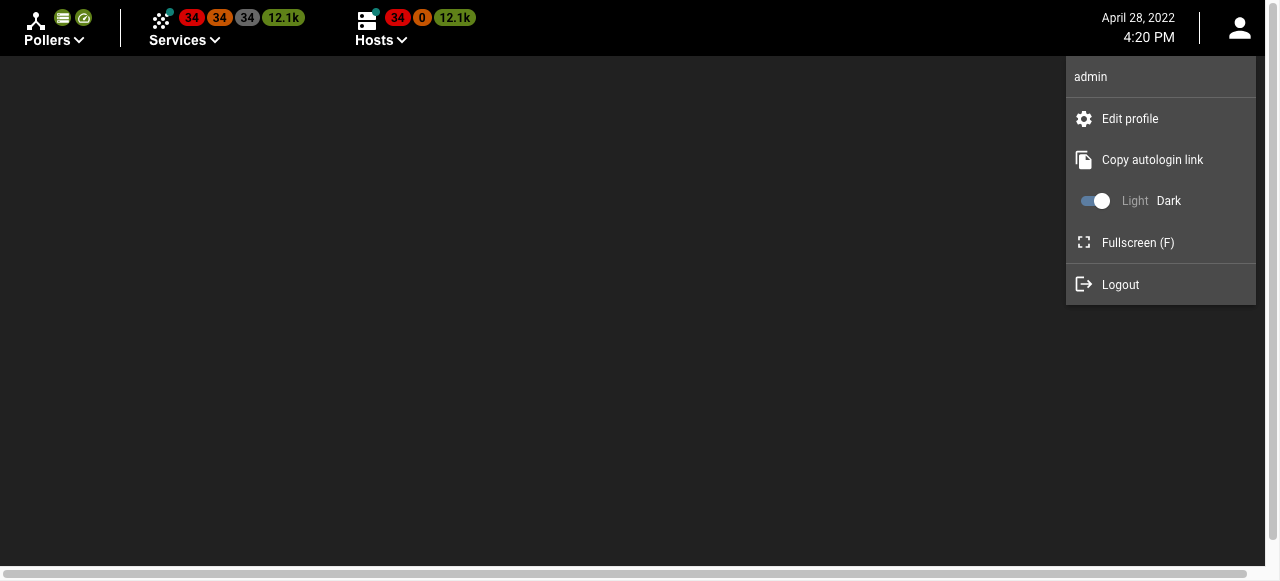 Pollers
34 34 34 12.1k
Services
34 0 12.1k
Hosts
April 28, 2022
4:20 PM
admin
Edit profile
Copy autologin link
Light Dark
Fullscreen (F)
Logout